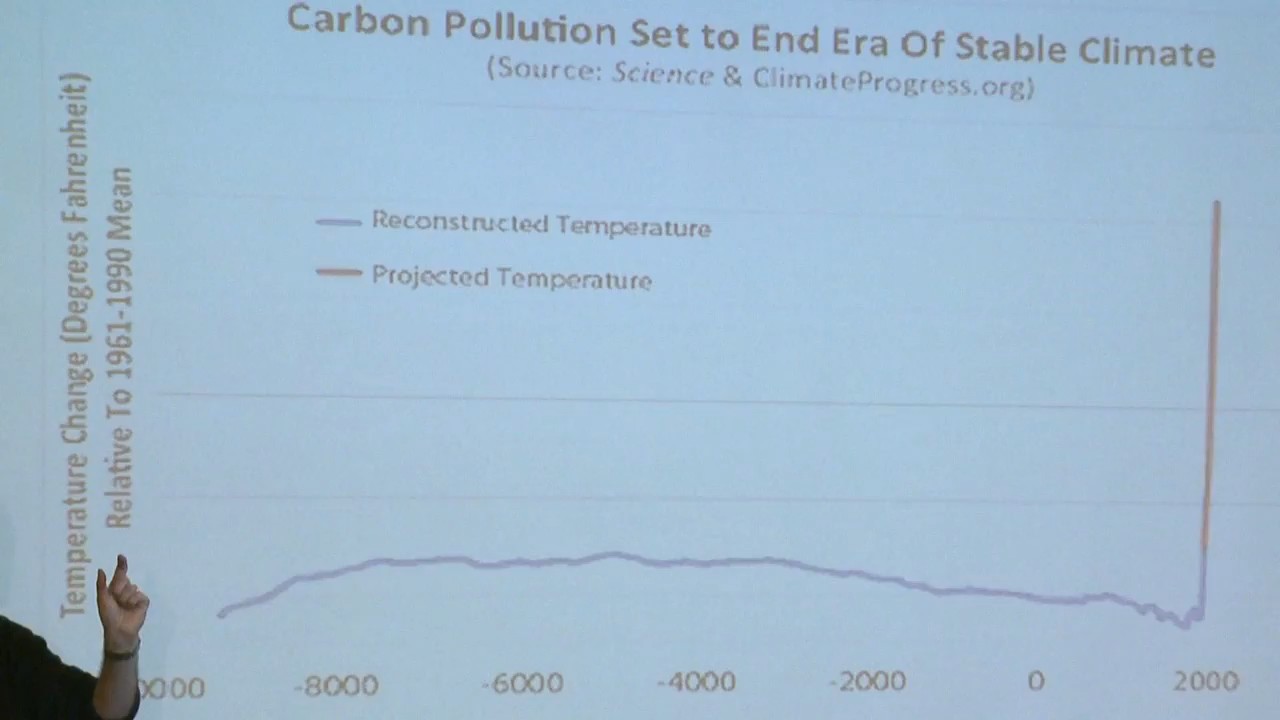 Carbon Pollution Set to End Era Of Stable Climate
(Source: Science & ClimateProgress.org)
Temperature Change (Degrees Fahrenheit)
Relative To 1961-1990 Mean
Reconstructed Temperature
Projected Temperature
-8000 -6000 -4000 -2000 0 2000